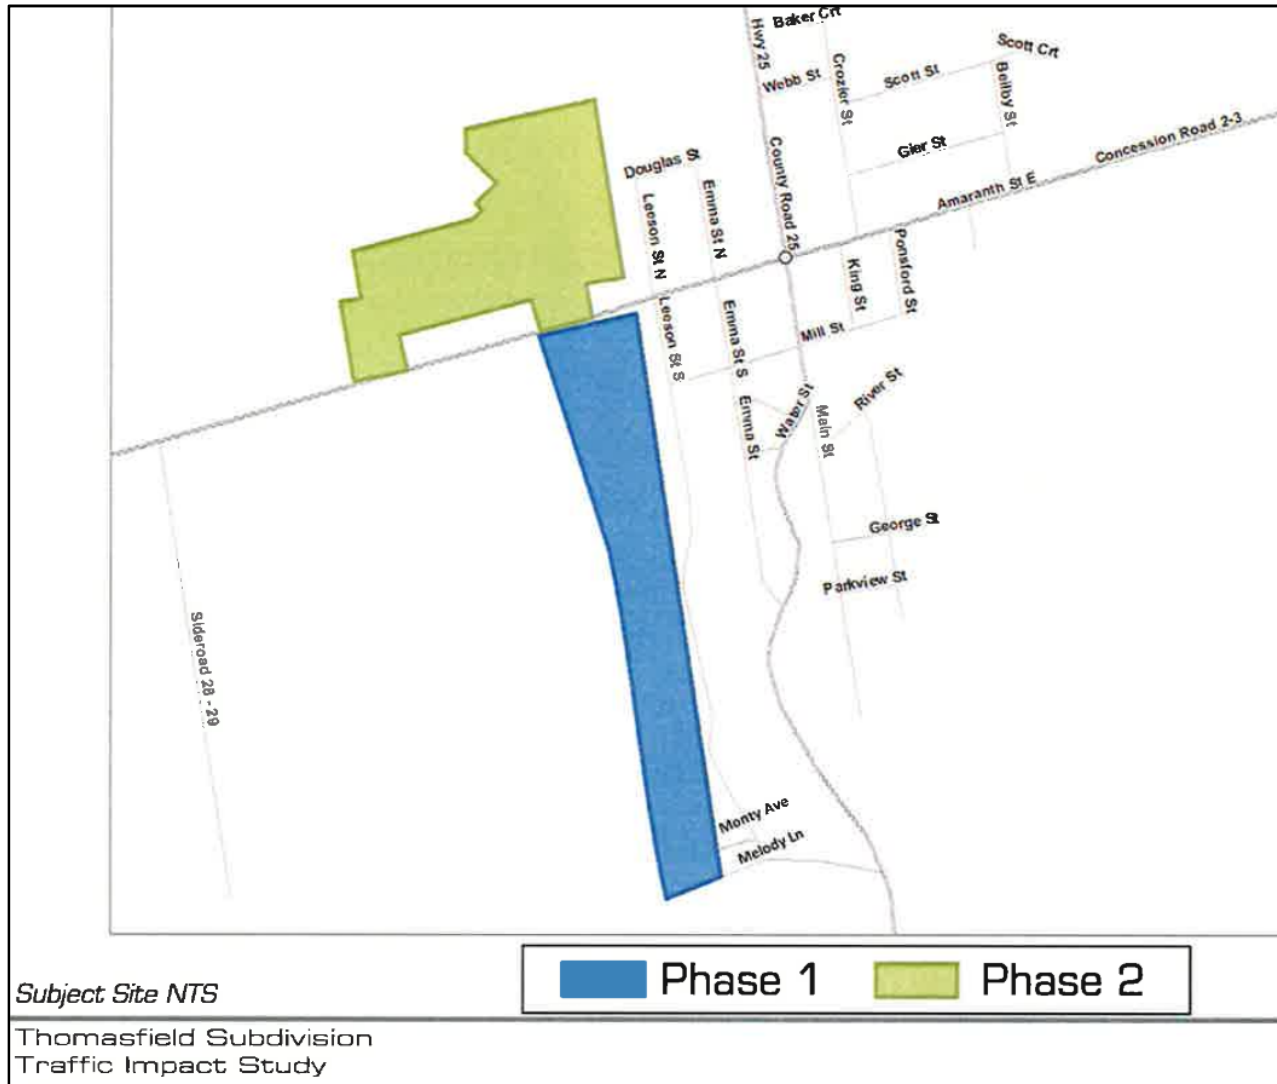 Baker Crt
Hwy 25
Scott Crt
Webb St
Crozier St
Scott St
Beilby St
Concession Road 2-3
Gier St
County Road 25
Douglas St
Amaranth St E
Leeson St N
Emma St N
King St
Ponsford St
Leeson St S
Emma St S
Mill St
River St
Water St
Emma St
Main St
George St
Parkview St
Sideroad 28 - 29
Monty Ave
Melody Ln
Phase 1
Phase 2
Subject Site NTS
Thomasfield Subdivision
Traffic Impact Study